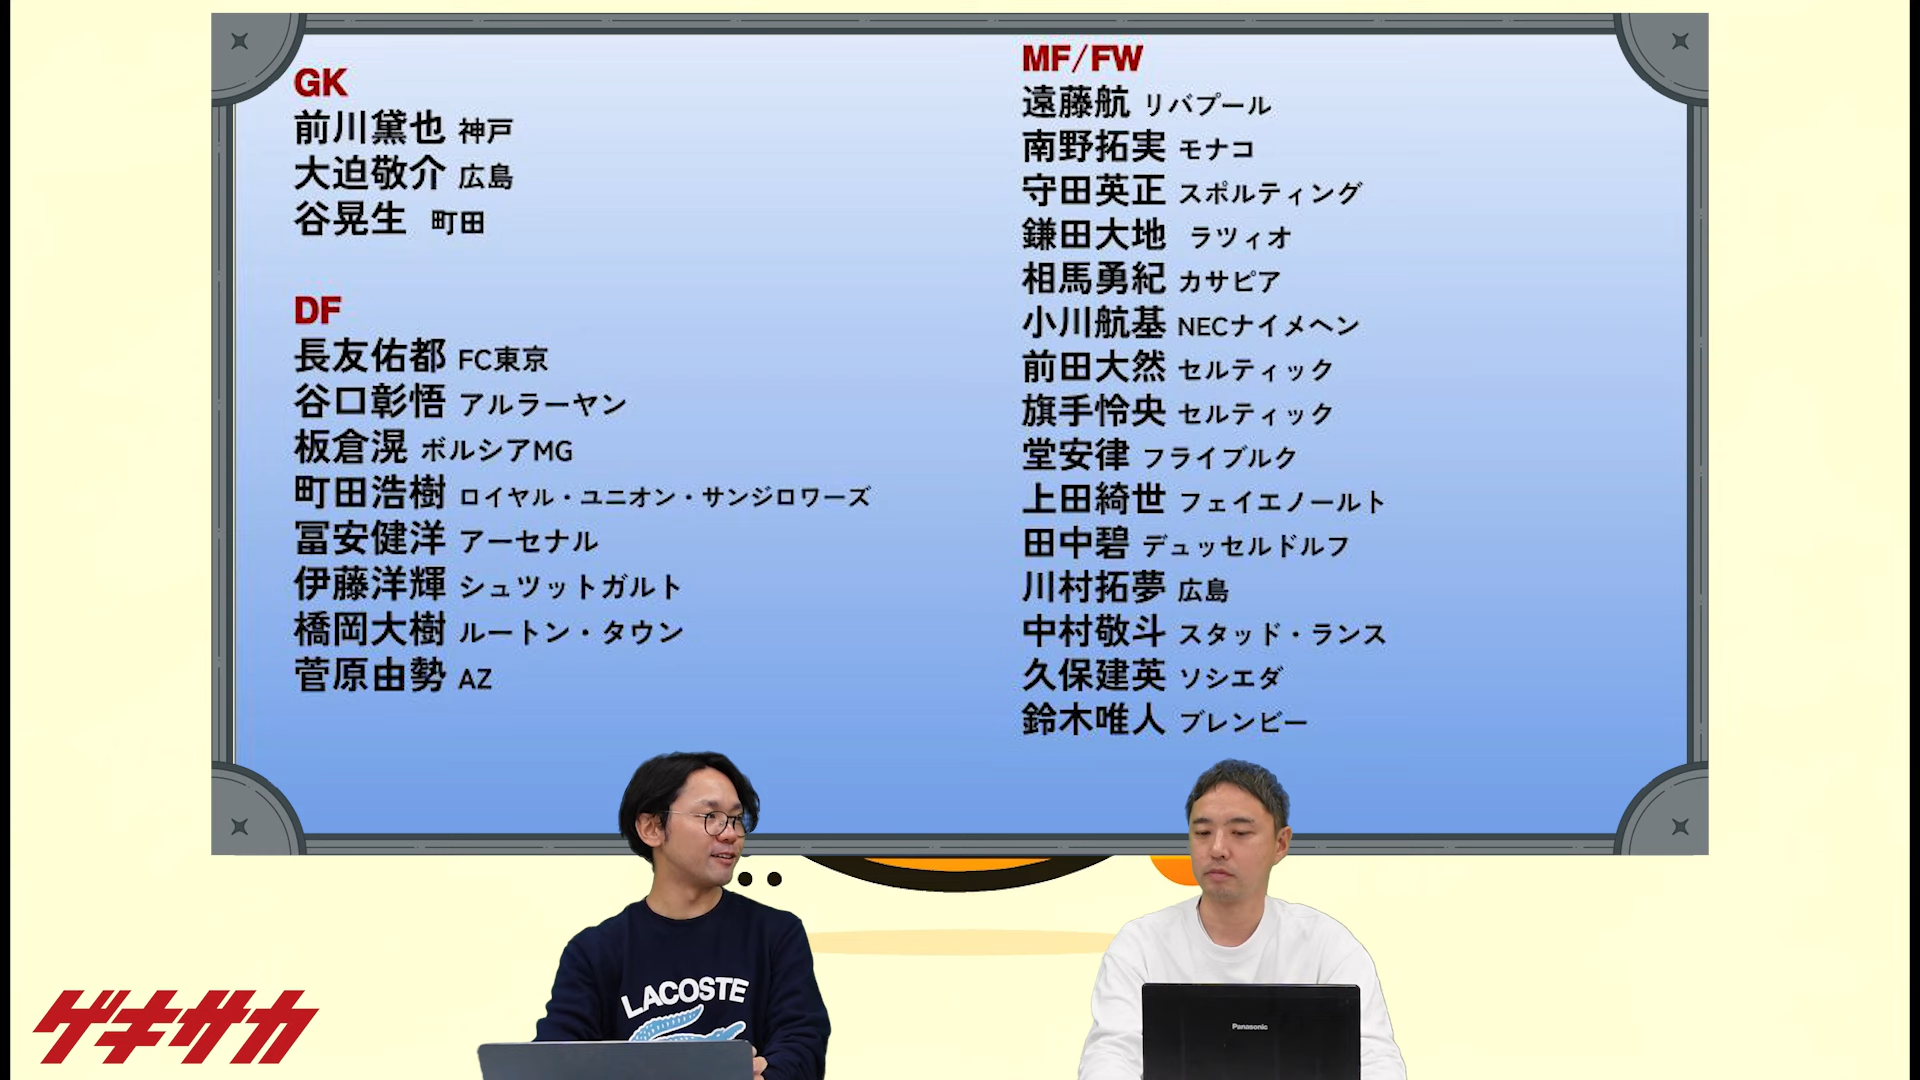 GK
前川黛也 神戸
大迫敬介 広島
谷晃生 町田
DF
長友佑都 FC東京
谷口彰悟 アルラーヤン
板倉滉 ボルシアMG
町田浩樹 ロイヤル・ユニオン・サンジロワーズ
冨安健洋 アーセナル
伊藤洋輝 シュツットガルト
橋岡大樹 ルートン・タウン
菅原由勢 AZ
MF/FW
遠藤航 リバプール
南野拓実 モナコ
守田英正 スポルティング
鎌田大地 ラツィオ
相馬勇紀 カサピア
小川航基 NECナイメヘン
前田大然 セルティック
旗手怜央 セルティック
堂安律 フライブルク
上田綺世 フェイエノールト
田中碧 デュッセルドルフ
川村拓夢 広島
中村敬斗 スタッド・ランス
久保建英 ソシエダ
鈴木唯人 ブレンビー
LACOSTE
Panasonic
ゲキサカ